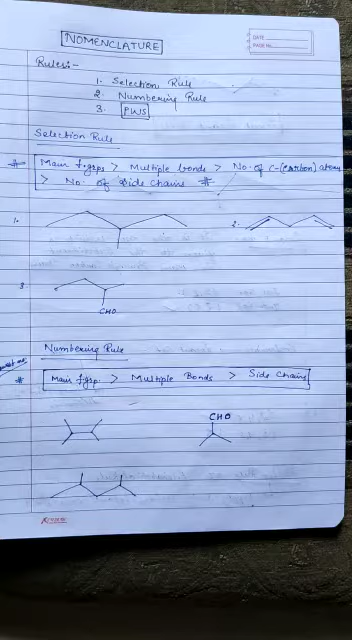 NOMENCLATURE
DATE
PAGE No.
Rules:-
1. Selection Rule
2. Numbering Rule
3. PWS
Selection Rule
* Main f.grps > Multiple bonds > No. of C-(carbon) atoms
> No. of side chains #
1. 2.
3.
CHO
Numbering Rule
* Main f.grp. > Multiple Bonds > Side Chains
CHO